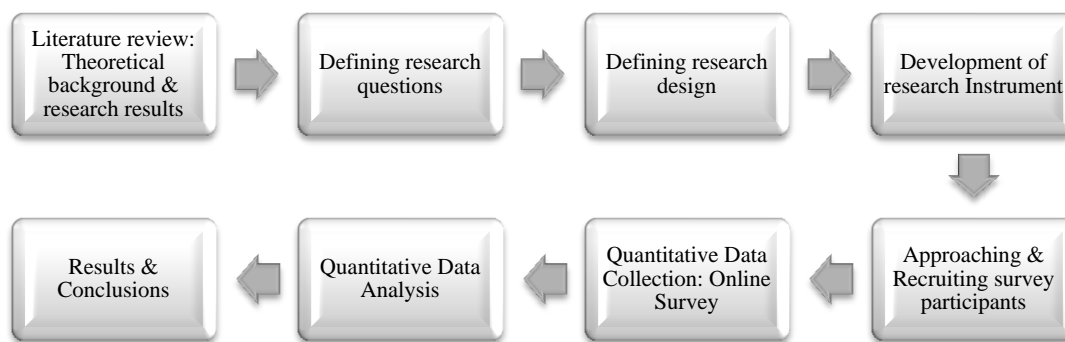 Literature review:
Theoretical
background &
research results
Defining research
questions
Defining research
design
Development of
research Instrument
Approaching &
Recruiting survey
participants
Quantitative Data
Collection: Online
Survey
Quantitative Data
Analysis
Results &
Conclusions